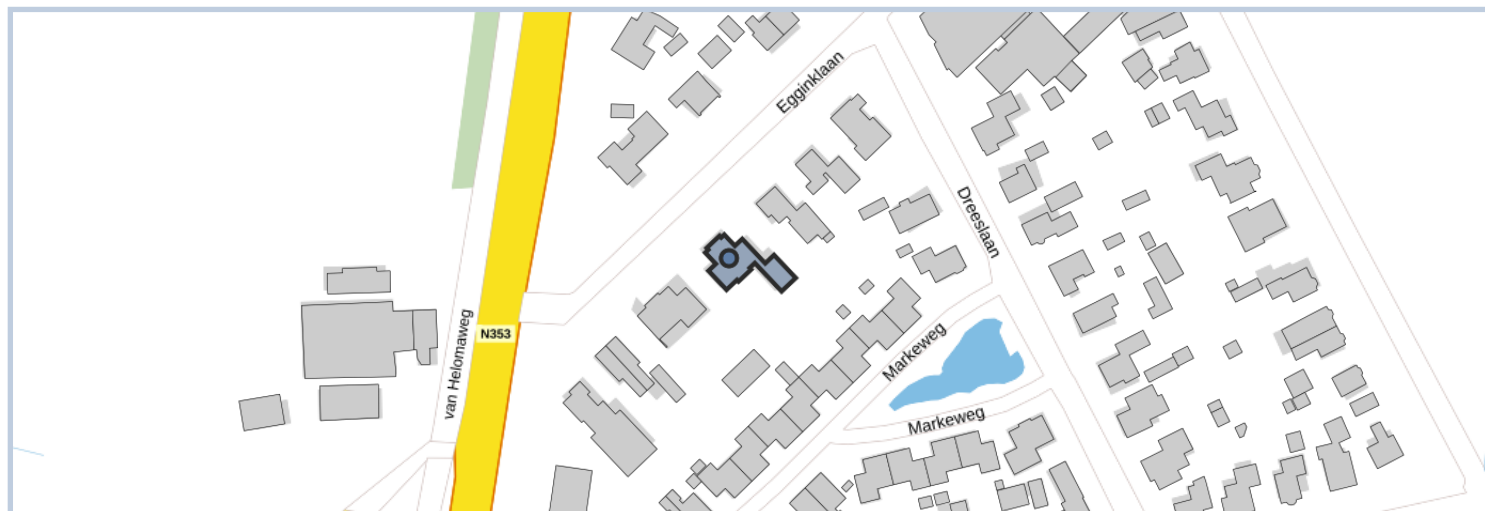 Egginklaan
Dreeslaan
N353
van Helomaweg
Markeweg
Markeweg